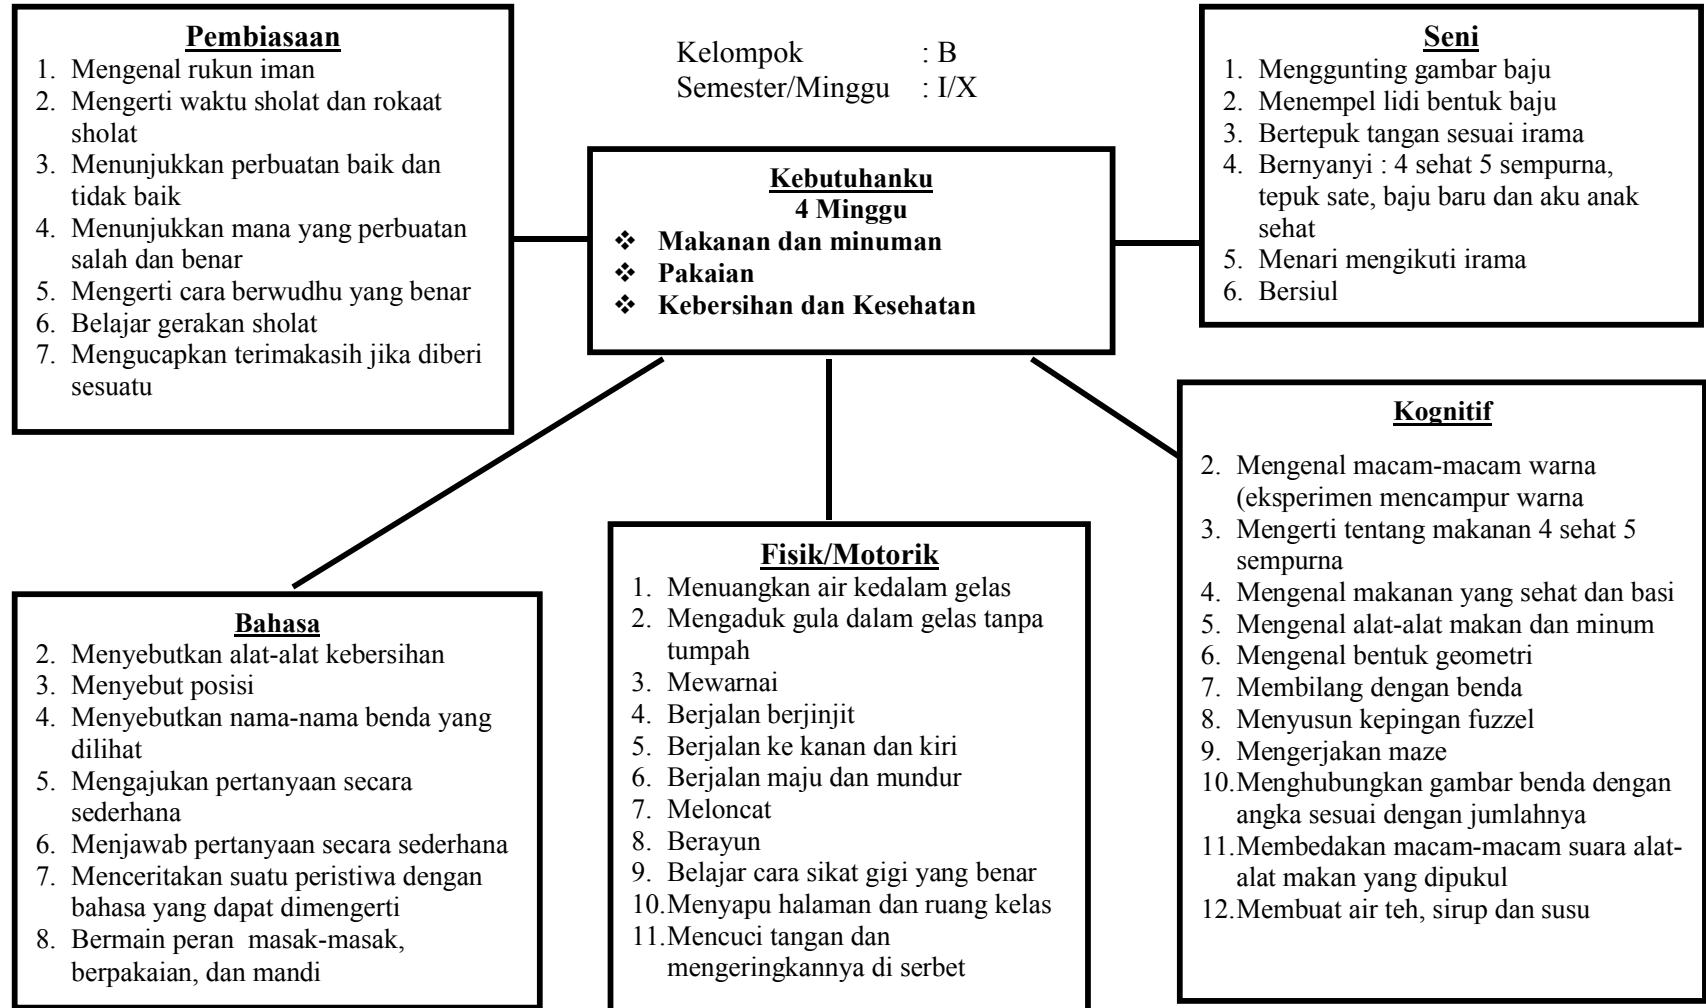 Pembiasaan
1. Mengenal rukun iman
2. Mengerti waktu sholat dan rokaat
sholat
3. Menunjukkan perbuatan baik dan
tidak baik
4. Menunjukkan mana yang perbuatan
salah dan benar
5. Mengerti cara berwudhu yang benar
6. Belajar gerakan sholat
7. Mengucapkan terimakasih jika diberi
sesuatu
Kelompok : B
Semester/Minggu : I/X
Kebutuhanku
4 Minggu
❖ Makanan dan minuman
❖ Pakaian
❖ Kebersihan dan Kesehatan
Seni
1. Menggunting gambar baju
2. Menempel lidi bentuk baju
3. Bertepuk tangan sesuai irama
4. Bernyanyi : 4 sehat 5 sempurna,
tepuk sate, baju baru dan aku anak
sehat
5. Menari mengikuti irama
6. Bersiul
Bahasa
2. Menyebutkan alat-alat kebersihan
3. Menyebut posisi
4. Menyebutkan nama-nama benda yang
dilihat
5. Mengajukan pertanyaan secara
sederhana
6. Menjawab pertanyaan secara sederhana
7. Menceritakan suatu peristiwa dengan
bahasa yang dapat dimengerti
8. Bermain peran masak-masak,
berpakaian, dan mandi
Fisik/Motorik
1. Menuangkan air kedalam gelas
2. Mengaduk gula dalam gelas tanpa
tumpah
3. Mewarnai
4. Berjalan berjinjit
5. Berjalan ke kanan dan kiri
6. Berjalan maju dan mundur
7. Meloncat
8. Berayun
9. Belajar cara sikat gigi yang benar
10.Menyapu halaman dan ruang kelas
11.Mencuci tangan dan
mengeringkannya di serbet
Kognitif
2. Mengenal macam-macam warna
(eksperimen mencampur warna
3. Mengerti tentang makanan 4 sehat 5
sempurna
4. Mengenal makanan yang sehat dan basi
5. Mengenal alat-alat makan dan minum
6. Mengenal bentuk geometri
7. Membilang dengan benda
8. Menyusun kepingan fuzzel
9. Mengerjakan maze
10.Menghubungkan gambar benda dengan
angka sesuai dengan jumlahnya
11.Membedakan macam-macam suara alat-
alat makan yang dipukul
12.Membuat air teh, sirup dan susu